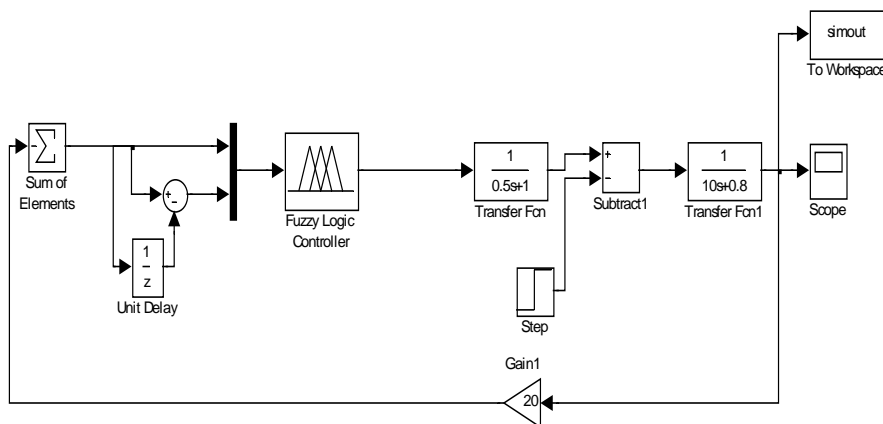 simout
To Workspace
-
Sum of
Elements
+
-
1
z
Unit Delay
Fuzzy Logic
Controller
1
0.5s+1
Transfer Fcn
+
-
Subtract1
1
10s+0.8
Transfer Fcn1
Scope
Step
Gain1
20